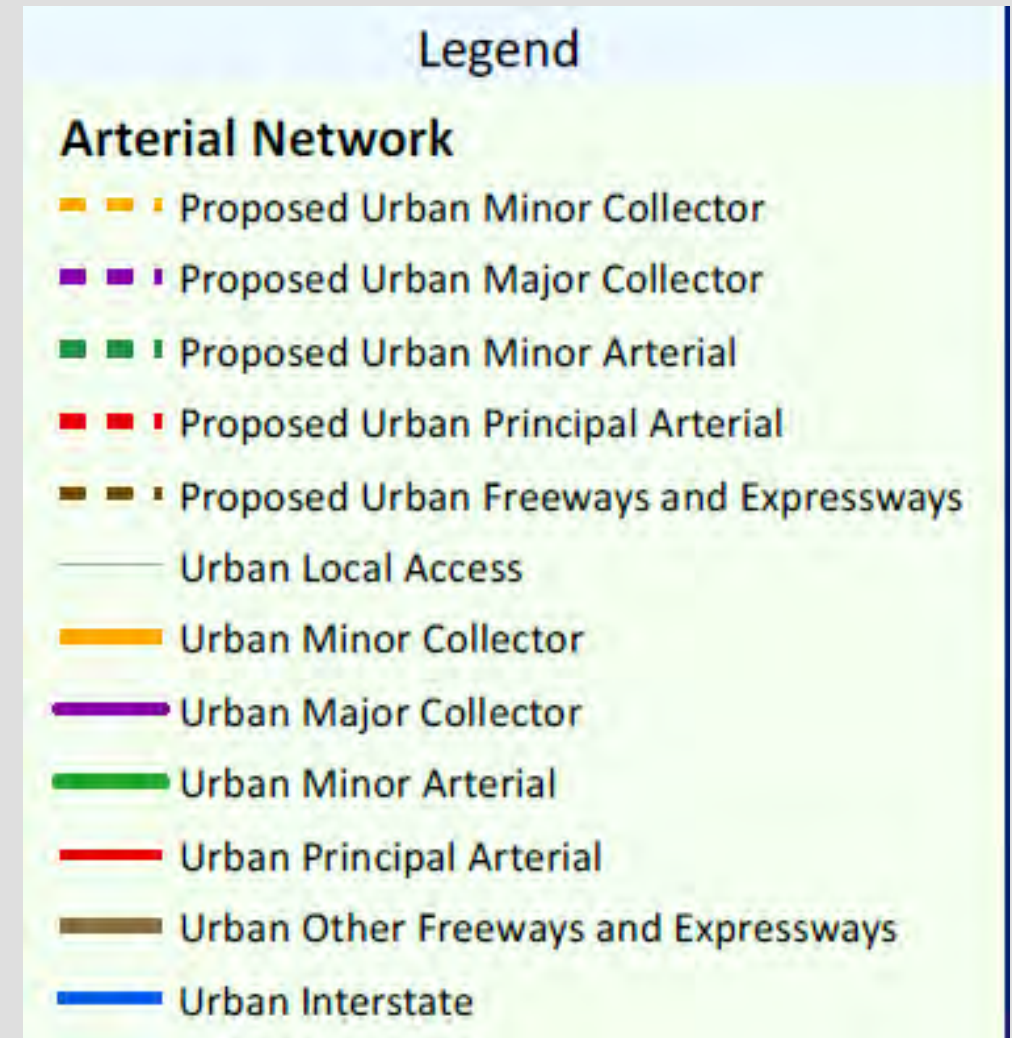 Legend
Arterial Network
Proposed Urban Minor Collector
Proposed Urban Major Collector
Proposed Urban Minor Arterial
Proposed Urban Principal Arterial
Proposed Urban Freeways and Expressways
Urban Local Access
Urban Minor Collector
Urban Major Collector
Urban Minor Arterial
Urban Principal Arterial
Urban Other Freeways and Expressways
Urban Interstate